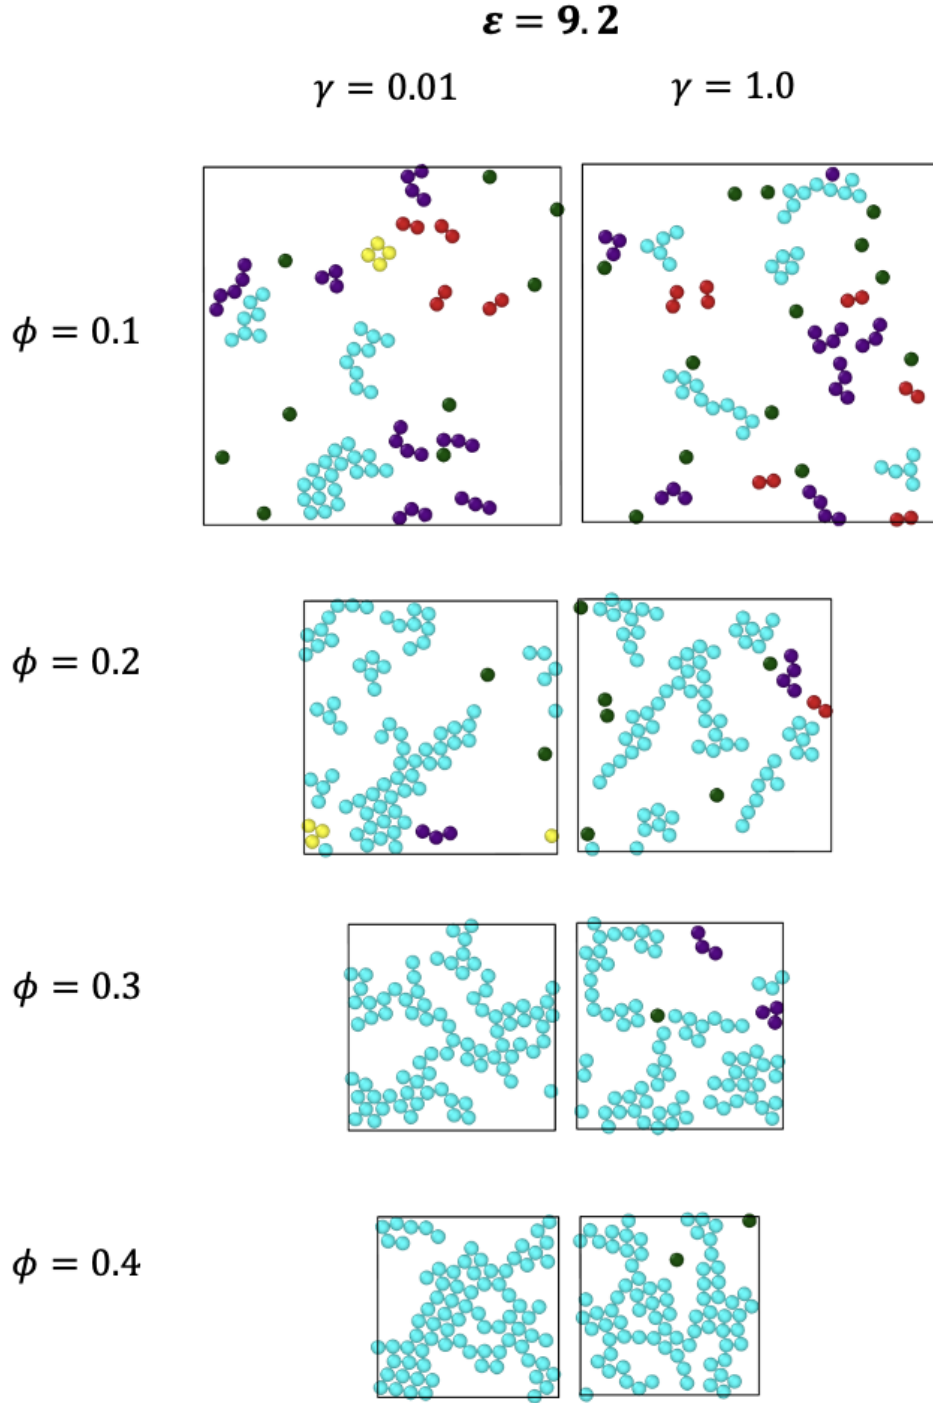 ε = 9.2
γ = 0.01 γ = 1.0
ϕ = 0.1
ϕ = 0.2
ϕ = 0.3
ϕ = 0.4